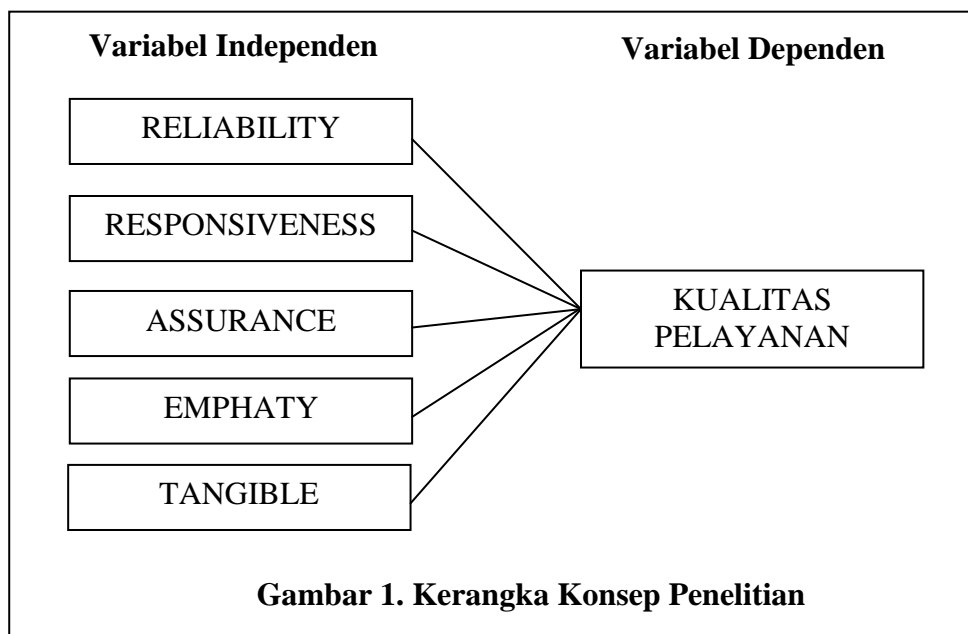 Variabel Independen
Variabel Dependen
RELIABILITY
RESPONSIVENESS
ASSURANCE
EMPHATY
TANGIBLE
KUALITAS
PELAYANAN
Gambar 1. Kerangka Konsep Penelitian